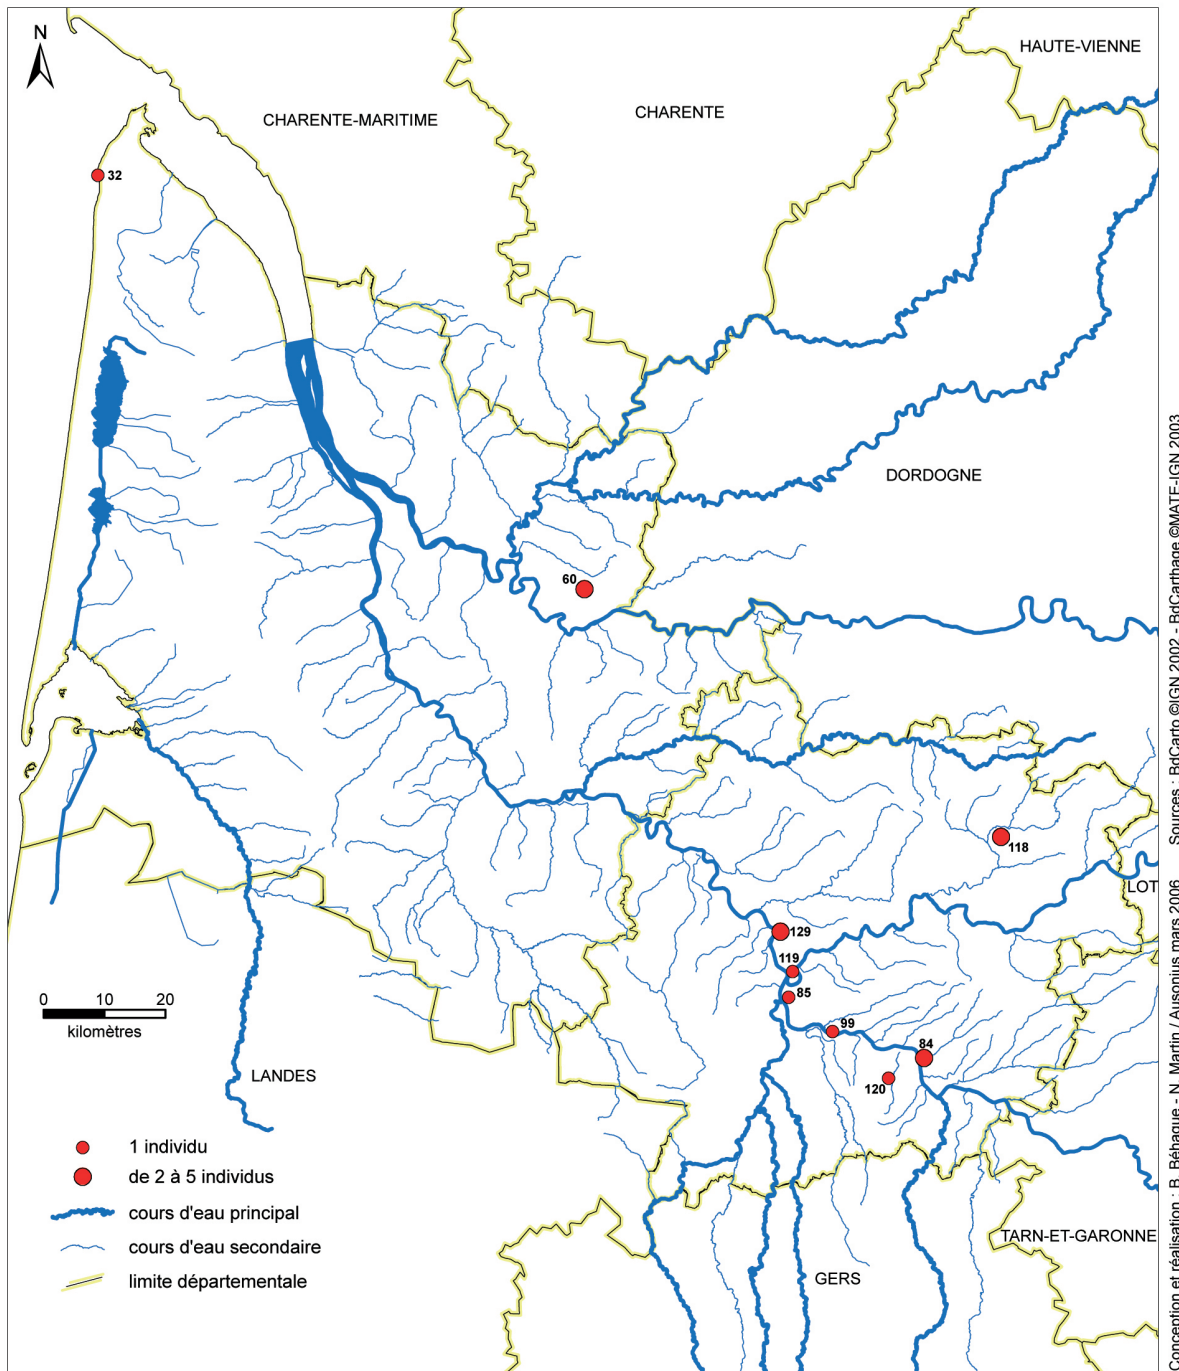 N
HAUTE-VIENNE
CHARENTE-MARITIME
CHARENTE
32
DORDOGNE
60
118
LOT
129
119
85
99
84
120
0 10 20
kilomètres
LANDES
1 individu
de 2 à 5 individus
cours d'eau principal
cours d'eau secondaire
limite départementale
TARN-ET-GARONNE
GERS
Conception et réalisation : B. Béhague - N. Martin / Ausonius mars 2006 Sources : BdCarto ©IGN 2002 - BdCarthage ©MATE-IGN 2003